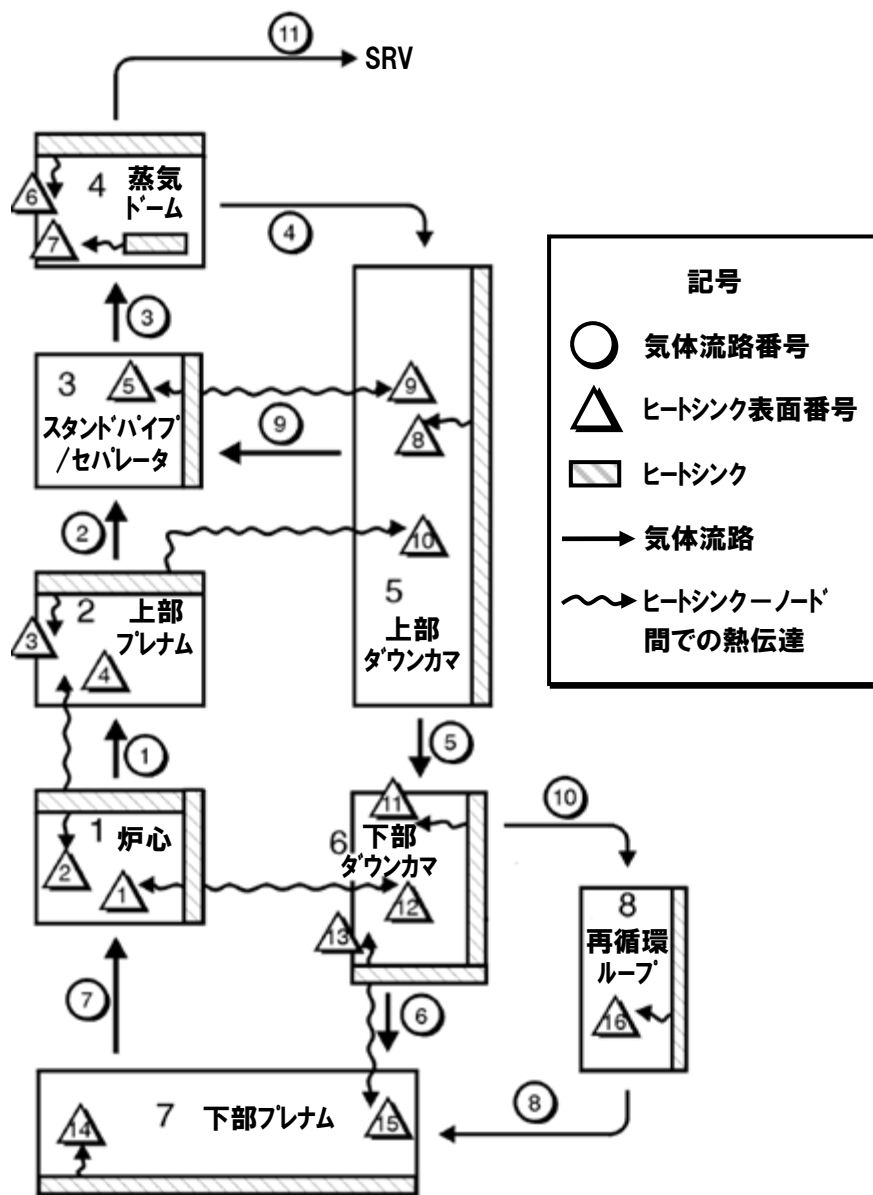 11
SRV
4
蒸気
ドーム
6
7
4
3
3
5
スタンドパイプ
/セパレータ
9
9
8
10
5
上部
ダウンカマ
2
2
上部
プレナム
3
4
1
5
1
炉心
2
1
11
6
下部
ダウンカマ
12
13
10
8
再循環
ループ
16
7
6
7
下部プレナム
14
15
8
記号
気体流路番号
ヒートシンク表面番号
ヒートシンク
気体流路
ヒートシンクーノード
間での熱伝達